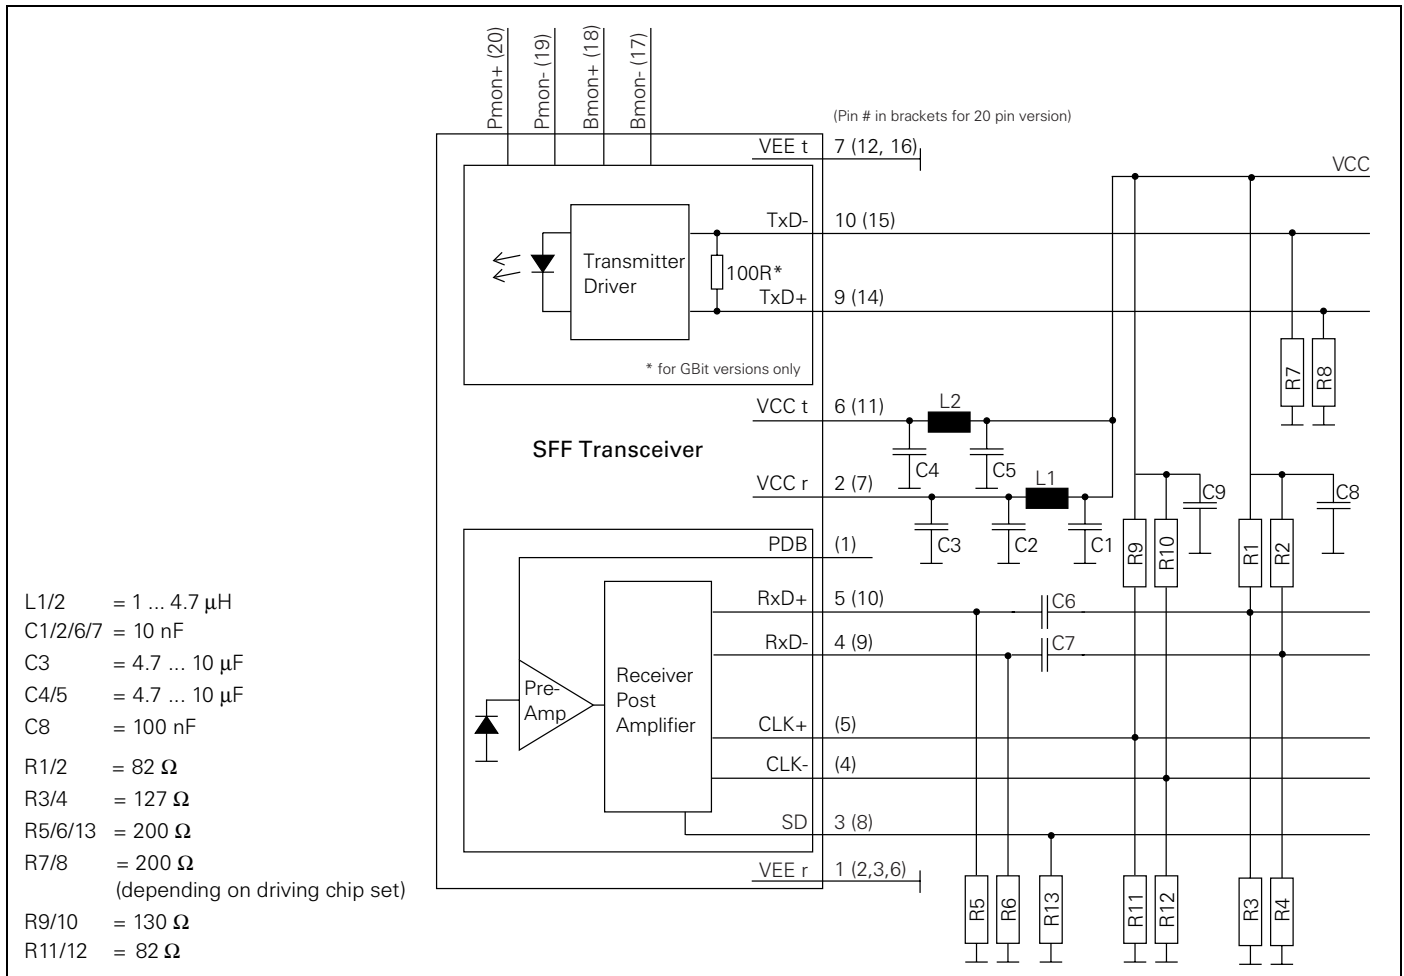 Pmon+ (20)
Pmon- (19)
Bmon+ (18)
Bmon- (17)
(Pin # in brackets for 20 pin version)
VEE t 7 (12, 16)
VCC
TxD- 10 (15)
Transmitter
Driver
100R*
TxD+ 9 (14)
* for GBit versions only
R7
R8
VCC t 6 (11)
L2
SFF Transceiver
C4
C5
VCC r 2 (7)
L1
C9
C8
C3
C2
C1
R9
R10
R1
R2
PDB (1)
RxD+ 5 (10)
C6
RxD- 4 (9)
C7
Pre-
Amp
Receiver
Post
Amplifier
CLK+ (5)
CLK- (4)
SD 3 (8)
VEE r 1 (2,3,6)
R5
R6
R13
R11
R12
R3
R4
L1/2 = 1 ... 4.7 µH
C1/2/6/7 = 10 nF
C3 = 4.7 ... 10 µF
C4/5 = 4.7 ... 10 µF
C8 = 100 nF
R1/2 = 82 Ω
R3/4 = 127 Ω
R5/6/13 = 200 Ω
R7/8 = 200 Ω
(depending on driving chip set)
R9/10 = 130 Ω
R11/12 = 82 Ω